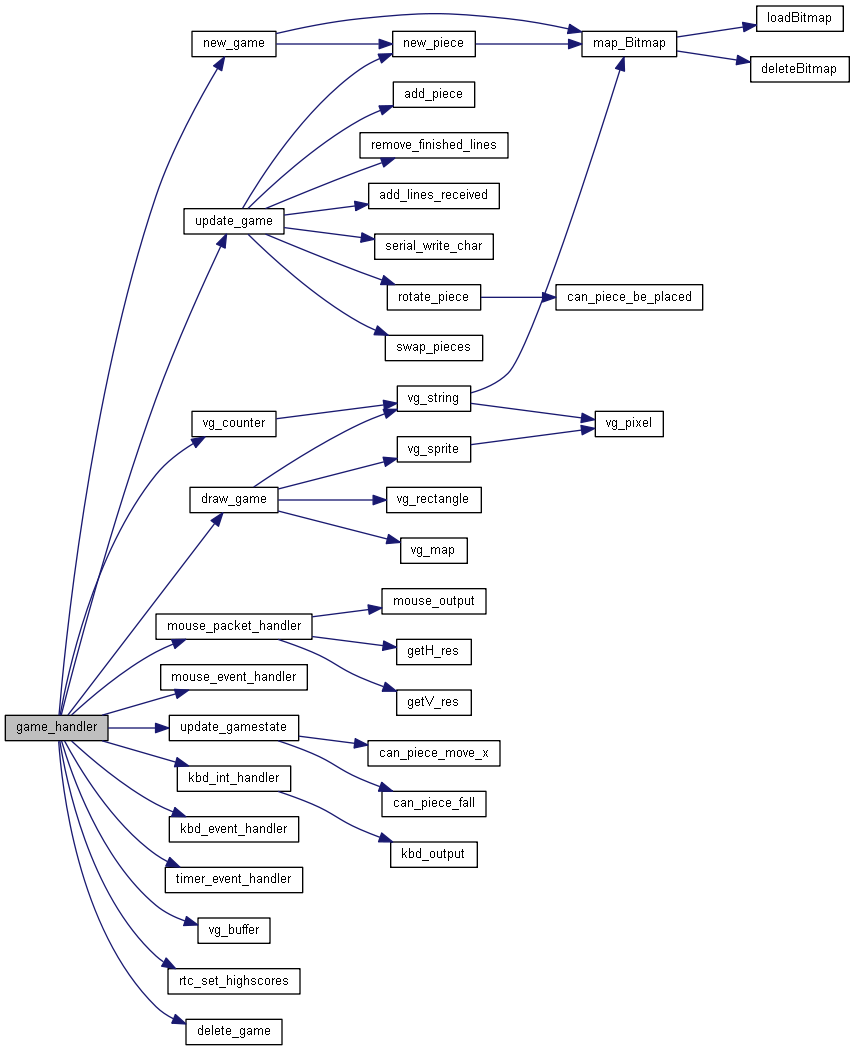 loadBitmap
new_game
new_piece
map_Bitmap
deleteBitmap
add_piece
remove_finished_lines
add_lines_received
update_game
serial_write_char
rotate_piece
can_piece_be_placed
swap_pieces
vg_string
vg_counter
vg_pixel
vg_sprite
draw_game
vg_rectangle
vg_map
mouse_output
mouse_packet_handler
getH_res
mouse_event_handler
getV_res
game_handler
update_gamestate
can_piece_move_x
kbd_int_handler
can_piece_fall
kbd_event_handler
kbd_output
timer_event_handler
vg_buffer
rtc_set_highscores
delete_game